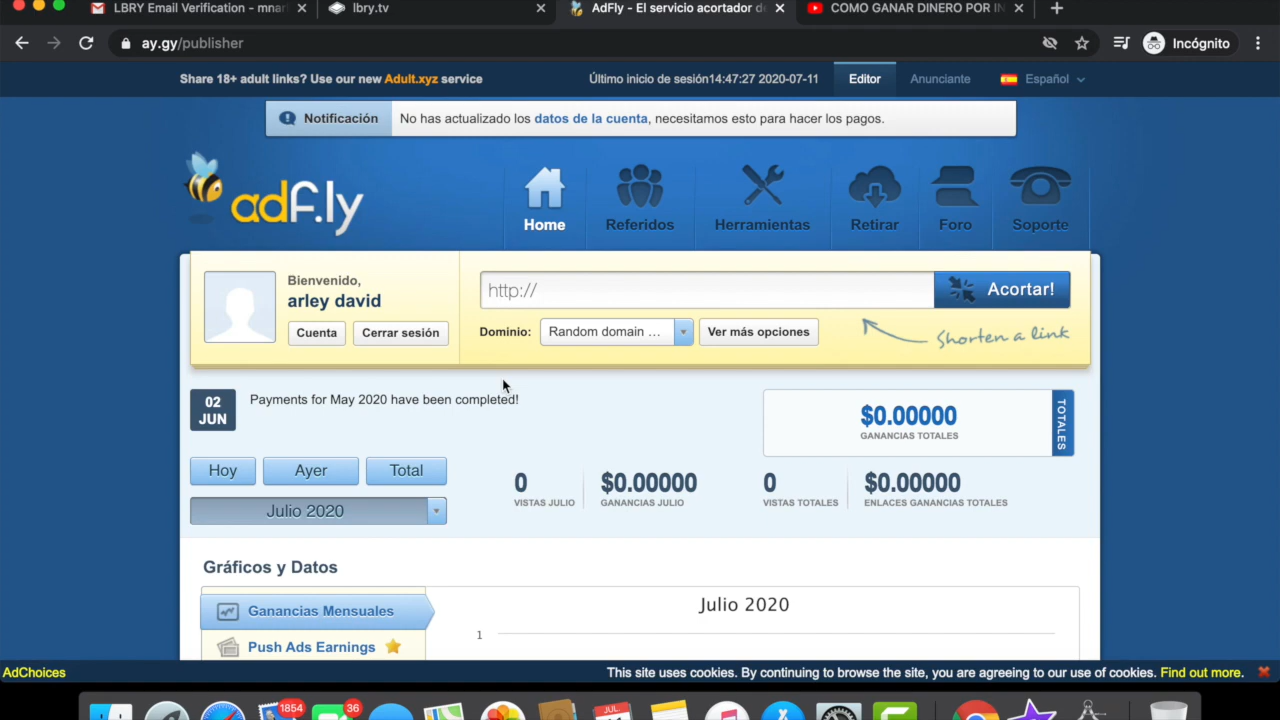 LBRY Email Verification - mnar
lbry.tv
AdFly - El servicio acortador de
COMO GANAR DINERO POR IN
ay.gy/publisher
Incógnito
Share 18+ adult links? Use our new Adult.xyz service
Último inicio de sesión14:47:27 2020-07-11
Editor
Anunciante
Español
Notificación
No has actualizado los datos de la cuenta, necesitamos esto para hacer los pagos.
adf.ly
Home
Referidos
Herramientas
Retirar
Foro
Soporte
Bienvenido,
arley david
Cuenta
Cerrar sesión
http://
Acortar!
Dominio:
Random domain ...
Ver más opciones
Shorten a link
02
JUN
Payments for May 2020 have been completed!
$0.00000
GANANCIAS TOTALES
TOTALES
Hoy
Ayer
Total
Julio 2020
0
VISTAS JULIO
$0.00000
GANANCIAS JULIO
0
VISTAS TOTALES
$0.00000
ENLACES GANANCIAS TOTALES
Gráficos y Datos
Ganancias Mensuales
Push Ads Earnings
Julio 2020
1
AdChoices
This site uses cookies. By continuing to browse the site, you are agreeing to our use of cookies. Find out more.
1854
36
JUL.